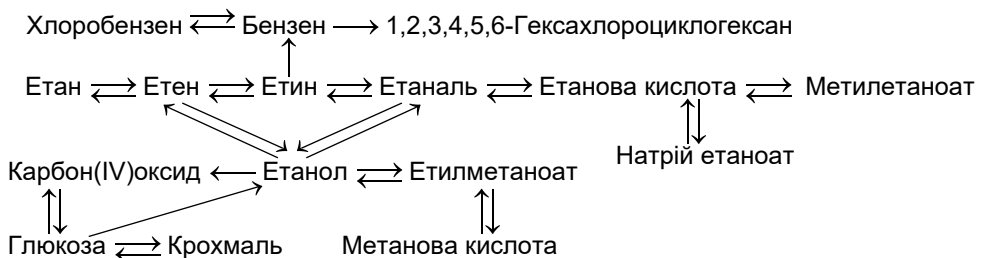 Хлоробензен Бензен 1,2,3,4,5,6-Гексахлороциклогексан
Етан Етен Етин Етаналь Етанова кислота Метилетаноат
Натрій етаноат
Карбон(IV)оксид Етанол Етилметаноат
Глюкоза Крохмаль Метанова кислота